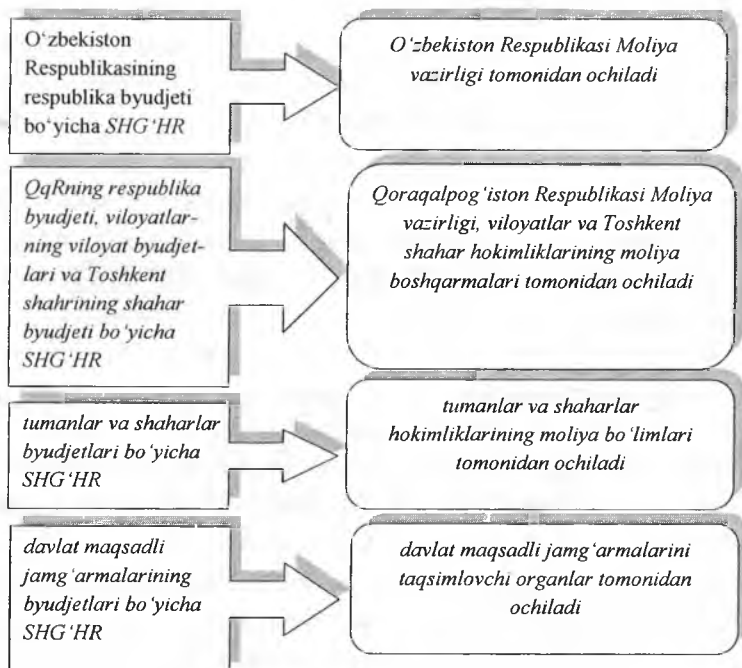 O‘zbekiston
Respublikasining
respublika byudjeti
bo‘yicha SHG‘HR
O‘zbekiston Respublikasi Moliya
vazirligi tomonidan ochiladi
QqRning respublika
byudjeti, viloyatlar-
ning viloyat byudjet-
lari va Toshkent
shahrining shahar
byudjeti bo‘yicha
SHG‘HR
Qoraqalpog‘iston Respublikasi Moliya
vazirligi, viloyatlar va Toshkent
shahar hokimliklarining moliya
boshqarmalari tomonidan ochiladi
tumanlar va shaharlar
byudjetlari bo‘yicha
SHG‘HR
tumanlar va shaharlar
hokimliklarining moliya bo‘limlari
tomonidan ochiladi
davlat maqsadli
jamg‘armalarining
byudjetlari bo‘yicha
SHG‘HR
davlat maqsadli jamg‘armalarini
taqsimlovchi organlar tomonidan
ochiladi